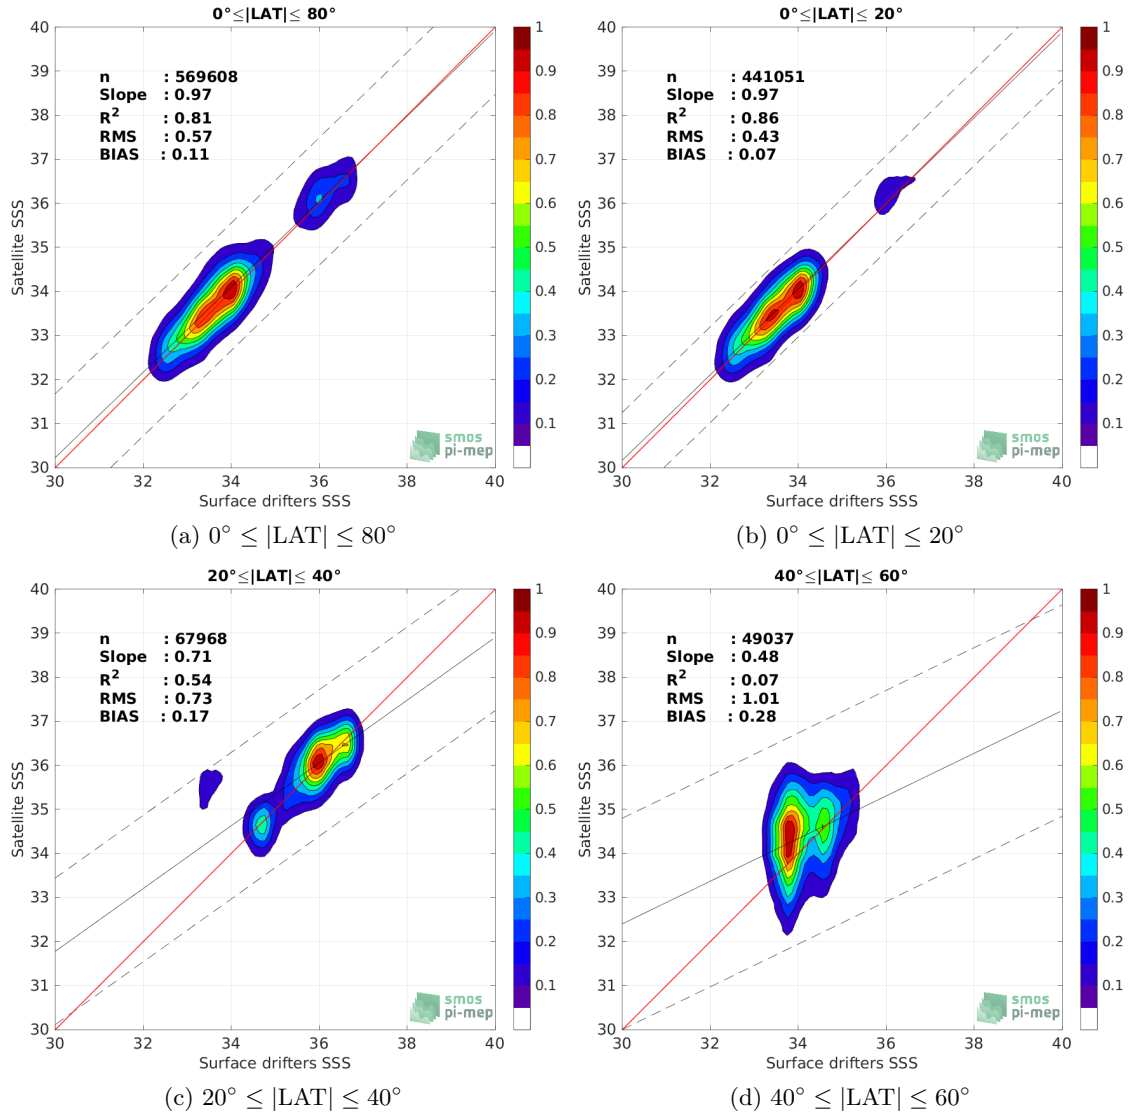 0°≤|LAT|≤ 80°
n : 569608
Slope : 0.97
R² : 0.81
RMS : 0.57
BIAS : 0.11
40
39
38
37
36
35
34
33
32
31
30
30 32 34 36 38 40
Satellite SSS
Surface drifters SSS
smos
pi-mep
1
0.9
0.8
0.7
0.6
0.5
0.4
0.3
0.2
0.1
(a) 0° ≤ |LAT| ≤ 80°
0°≤|LAT|≤ 20°
n : 441051
Slope : 0.97
R² : 0.86
RMS : 0.43
BIAS : 0.07
40
39
38
37
36
35
34
33
32
31
30
30 32 34 36 38 40
Satellite SSS
Surface drifters SSS
smos
pi-mep
1
0.9
0.8
0.7
0.6
0.5
0.4
0.3
0.2
0.1
(b) 0° ≤ |LAT| ≤ 20°
20°≤|LAT|≤ 40°
n : 67968
Slope : 0.71
R² : 0.54
RMS : 0.73
BIAS : 0.17
40
39
38
37
36
35
34
33
32
31
30
30 32 34 36 38 40
Satellite SSS
Surface drifters SSS
smos
pi-mep
1
0.9
0.8
0.7
0.6
0.5
0.4
0.3
0.2
0.1
(c) 20° ≤ |LAT| ≤ 40°
40°≤|LAT|≤ 60°
n : 49037
Slope : 0.48
R² : 0.07
RMS : 1.01
BIAS : 0.28
40
39
38
37
36
35
34
33
32
31
30
30 32 34 36 38 40
Satellite SSS
Surface drifters SSS
smos
pi-mep
1
0.9
0.8
0.7
0.6
0.5
0.4
0.3
0.2
0.1
(d) 40° ≤ |LAT| ≤ 60°